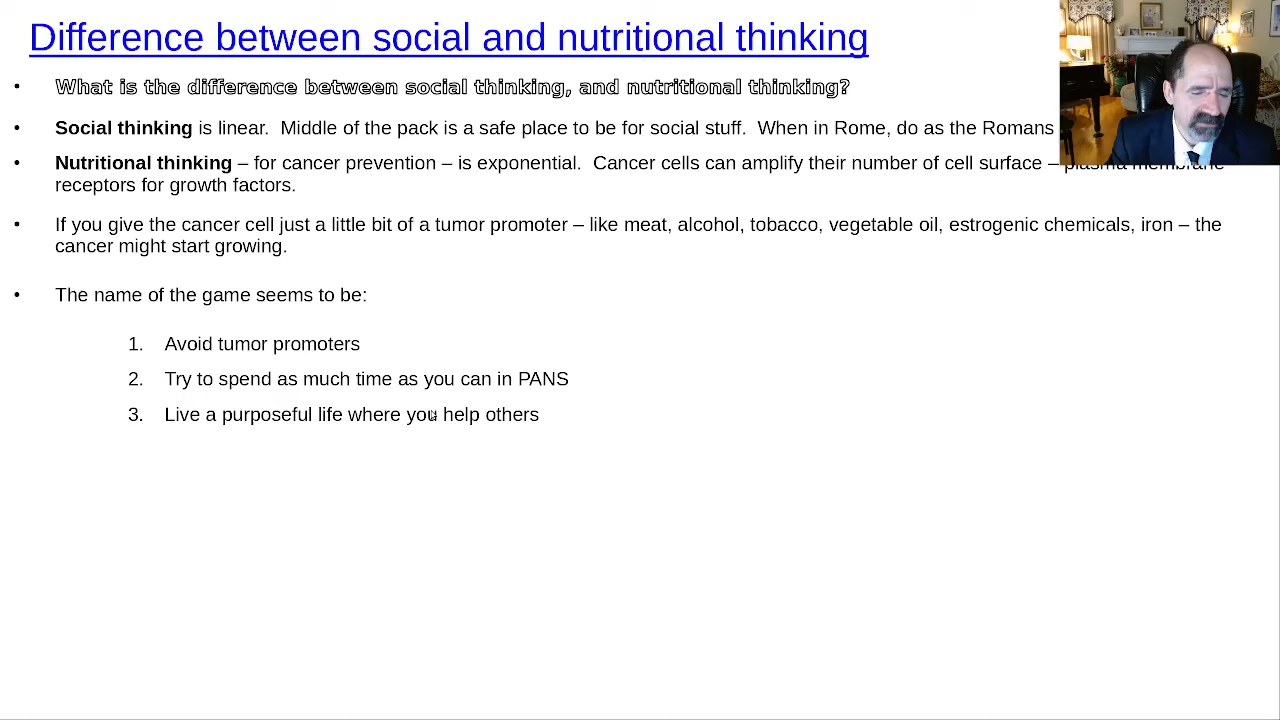 Difference between social and nutritional thinking
• What is the difference between social thinking, and nutritional thinking?
• Social thinking is linear.  Middle of the pack is a safe place to be for social stuff.  When in Rome, do as the Romans
• Nutritional thinking – for cancer prevention – is exponential.  Cancer cells can amplify their number of cell surface – plasma membrane
receptors for growth factors.
• If you give the cancer cell just a little bit of a tumor promoter – like meat, alcohol, tobacco, vegetable oil, estrogenic chemicals, iron – the
cancer might start growing.
• The name of the game seems to be:
1. Avoid tumor promoters
2. Try to spend as much time as you can in PANS
3. Live a purposeful life where you help others